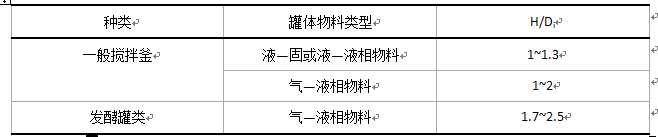 种类 罐体物料类型 H/Di
一般搅拌釜 液—固或液—液相物料 1~1.3
气—液相物料 1~2
发酵罐类 气—液相物料 1.7~2.5